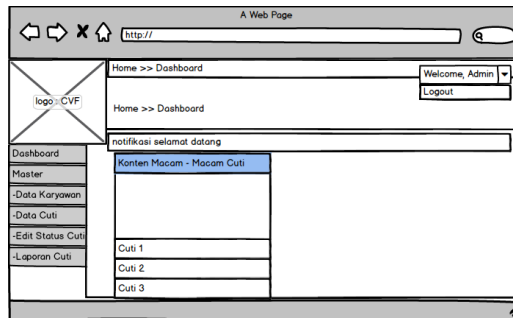 A Web Page
http://
Home >> Dashboard
Welcome, Admin
Logout
logo : CVF
Home >> Dashboard
notifikasi selamat datang
Dashboard
Master
-Data Karyawan
-Data Cuti
-Edit Status Cuti
-Laporan Cuti
Konten Macam - Macam Cuti
Cuti 1
Cuti 2
Cuti 3